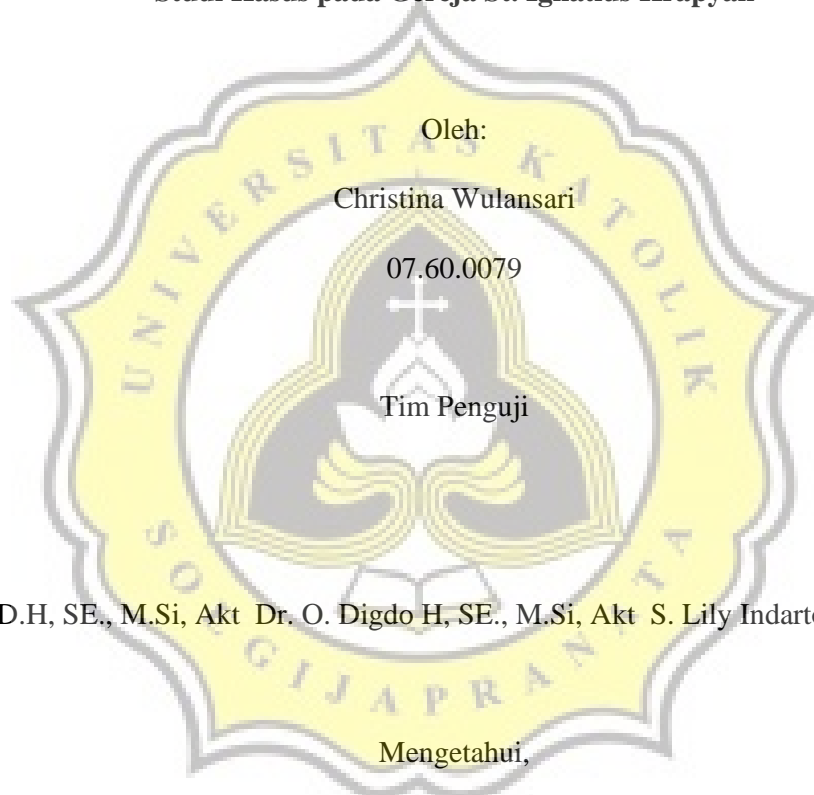 Studi Kasus pada Gereja St. Ignatius Krapyak
UNIVERSITAS KATOLIK
Oleh:
Christina Wulansari
07.60.0079
Tim Penguji
D.H, SE., M.Si, Akt Dr. O. Digdo H, SE., M.Si, Akt S. Lily Indarto
SOEGIJAPRANATA
Mengetahui,